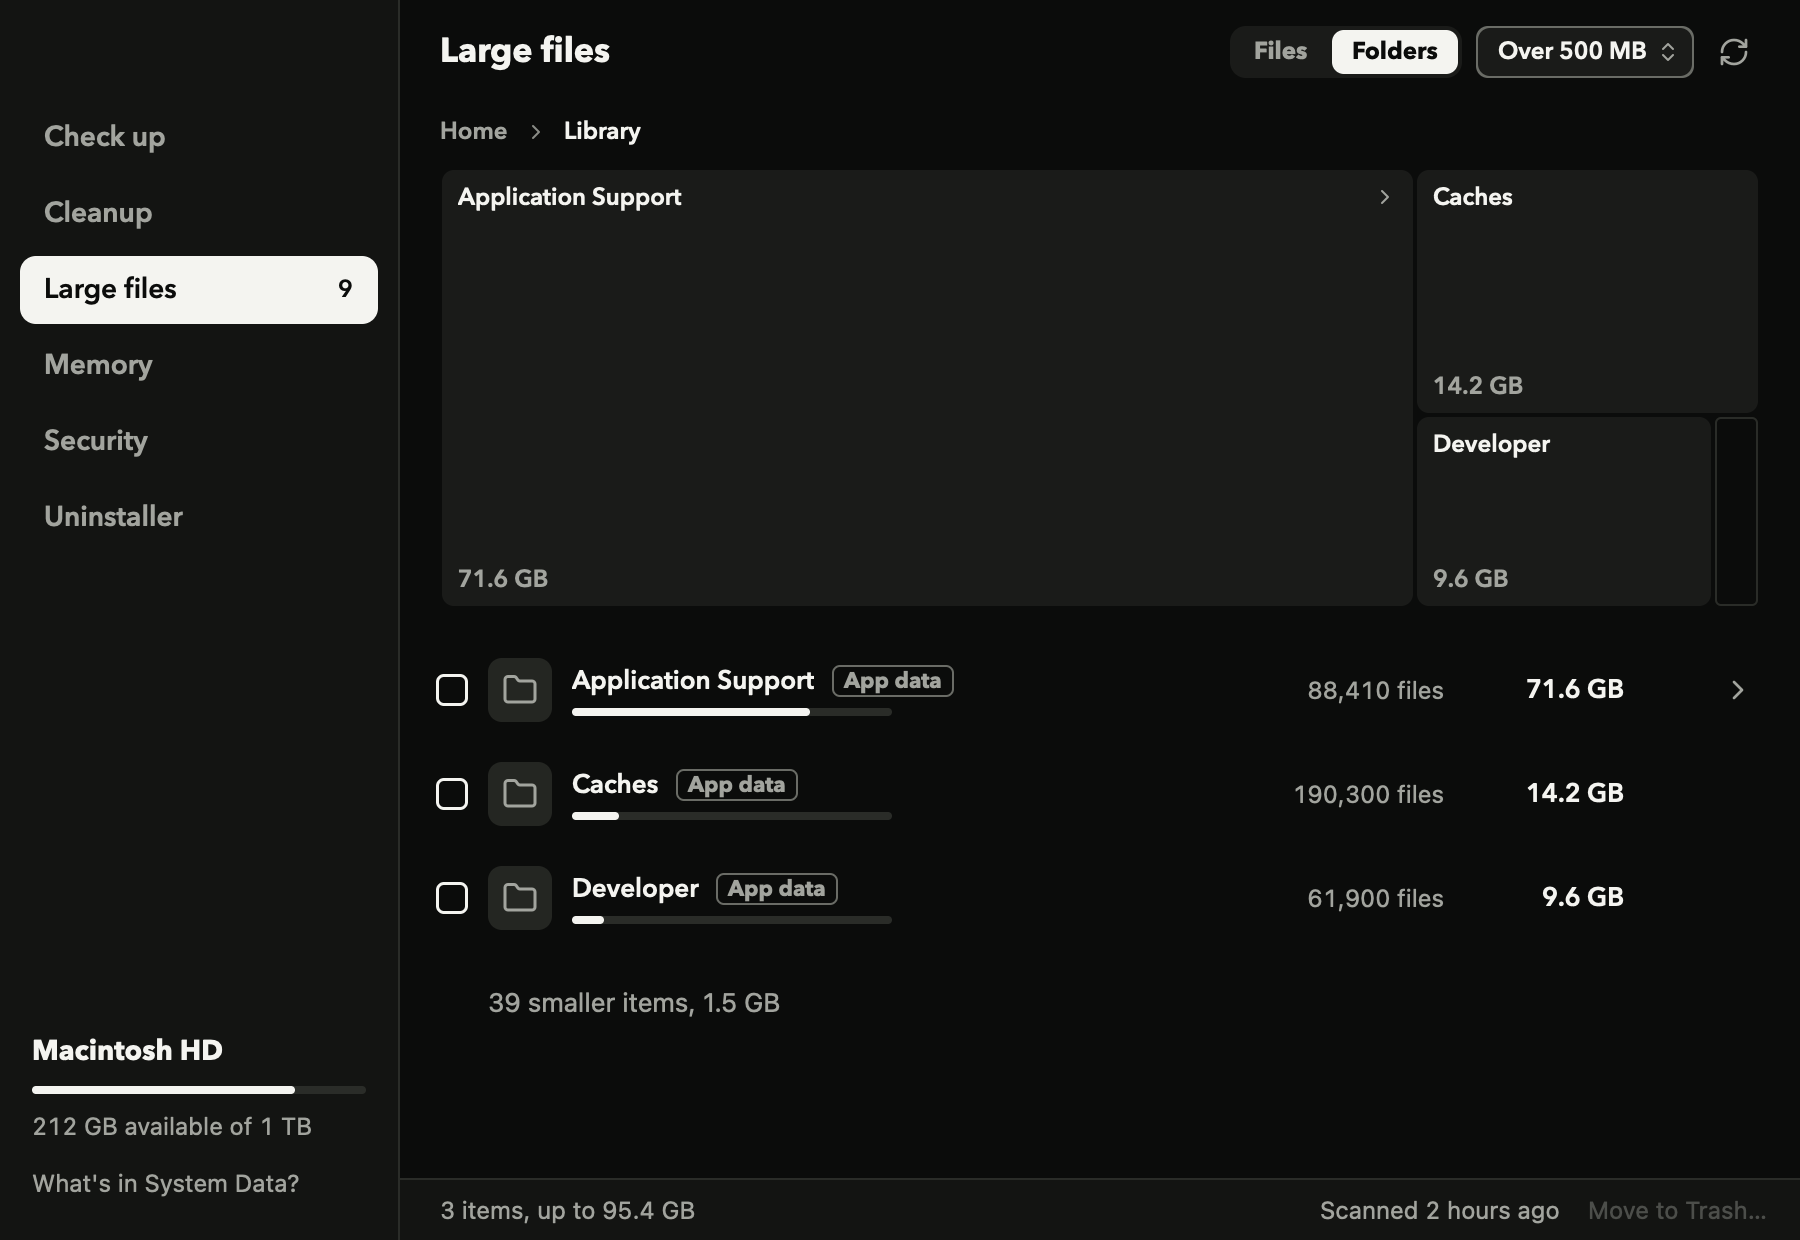 Large files
Files
Folders
Over 500 MB
Check up
Cleanup
Large files 9
Memory
Security
Uninstaller
Macintosh HD
212 GB available of 1 TB
What's in System Data?
Home > Library
Application Support
71.6 GB
Caches
14.2 GB
Developer
9.6 GB
Application Support App data 88,410 files 71.6 GB
Caches App data 190,300 files 14.2 GB
Developer App data 61,900 files 9.6 GB
39 smaller items, 1.5 GB
3 items, up to 95.4 GB
Scanned 2 hours ago
Move to Trash...